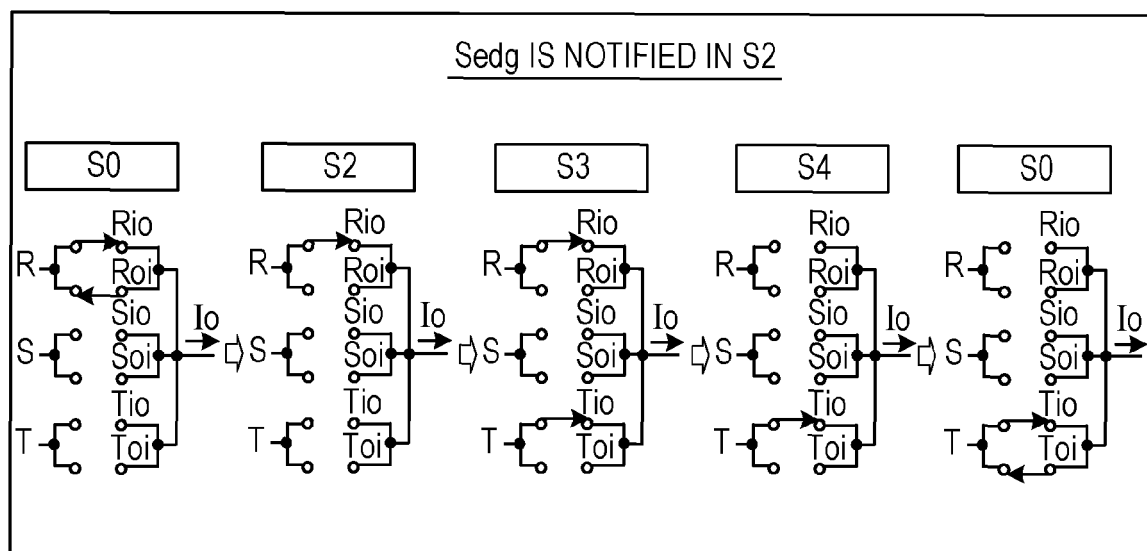 Sedg IS NOTIFIED IN S2
S0 S2 S3 S4 S0
Rio Rio Rio Rio Rio
R R R R R
Roi Roi Roi Roi Roi
Sio Sio Sio Sio Sio
Io Io Io Io Io
S S S S S
Soi Soi Soi Soi Soi
Tio Tio Tio Tio Tio
T T T T T
Toi Toi Toi Toi Toi